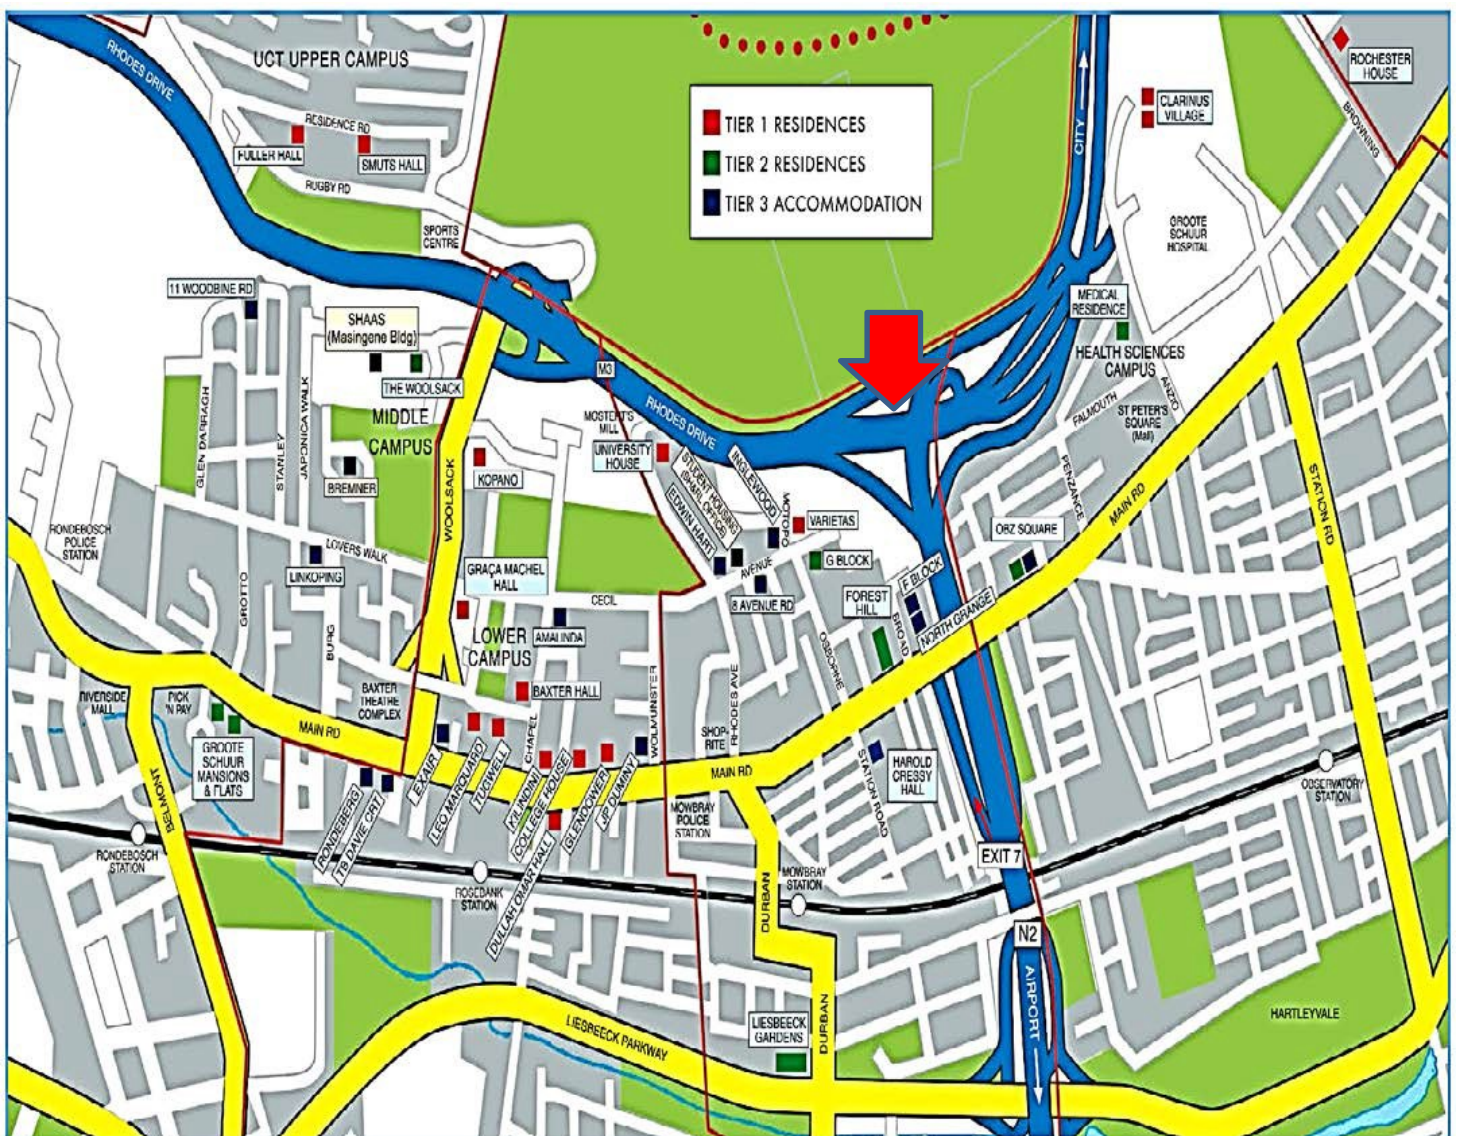 RHODES DRIVE
UCT UPPER CAMPUS
RESIDENCE RD
FULLER HALL
SMUTS HALL
RUGBY RD
SPORTS
CENTRE
TIER 1 RESIDENCES
TIER 2 RESIDENCES
TIER 3 ACCOMMODATION
CITY
CLARINUS
VILLAGE
ROCHESTER
HOUSE
BROWNING
GROOTE
SCHUUR
HOSPITAL
11 WOODBINE RD
SHAAS
(Masingene Bldg)
THE WOOLSACK
MIDDLE
CAMPUS
GLEN DARRAGH
STANLEY
JAPONICA WALK
BREMNER
WOOLSACK
KOPANO
M3
MOSTERT'S
MILL
RHODES DRIVE
UNIVERSITY
HOUSE
STUDENT HOUSING
(SH&RL OFFICE)
EDWIN HART
INGLEWOOD
MOTOPO
VARIETAS
G BLOCK
AVENUE
8 AVENUE RD
MEDICAL
RESIDENCE
HEALTH SCIENCES
CAMPUS
ANZIO
FALMOUTH
ST PETER'S
SQUARE
(Mall)
PENZANCE
MAIN RD
STATION RD
OBZ SQUARE
F BLOCK
FOREST
HILL
BROAD
NORTH GRANGE
OSBORNE
RONDEBOSCH
POLICE
STATION
LOVERS WALK
LINKOPING
GROTTO
BURG
GRAÇA MACHEL
HALL
CECIL
AMALINDA
LOWER
CAMPUS
BAXTER HALL
WOLMUNSTER
RHODES AVE
SHOP-
RITE
RIVERSIDE
MALL
PICK
'N PAY
GROOTE
SCHUUR
MANSIONS
& FLATS
MAIN RD
BAXTER
THEATRE
COMPLEX
CHAPEL
EXAIR
LEO MARQUARD
TUGWELL
KILINDINI
COLLEGE HOUSE
GLENDOWER
JP DUMINY
DULLAH OMAR HALL
RONDEBERG
TB DAVIE CRT
MAIN RD
MOWBRAY
POLICE
STATION
STATION ROAD
HAROLD
CRESSY
HALL
OBSERVATORY
STATION
BELMONT
RONDEBOSCH
STATION
ROSEBANK
STATION
MOWBRAY
STATION
DURBAN
EXIT 7
N2
AIRPORT
LIESBEECK PARKWAY
LIESBEECK
GARDENS
DURBAN
HARTLEYVALE